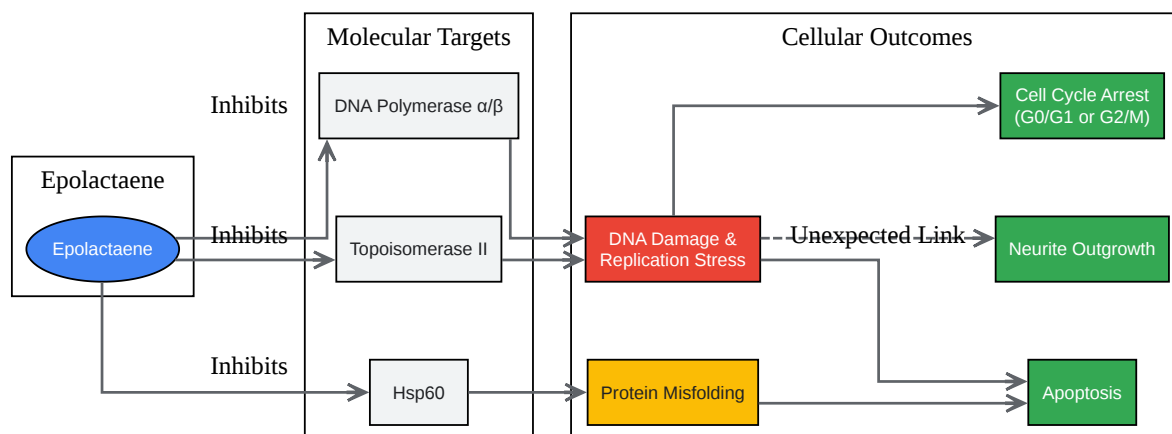 Molecular Targets
Cellular Outcomes
Inhibits
DNA Polymerase α/β
Cell Cycle Arrest
(G0/G1 or G2/M)
Epolactaene
Epolactaene
Inhibits
Topoisomerase II
DNA Damage &
Replication Stress
Unexpected Link
Neurite Outgrowth
Inhibits
Hsp60
Protein Misfolding
Apoptosis